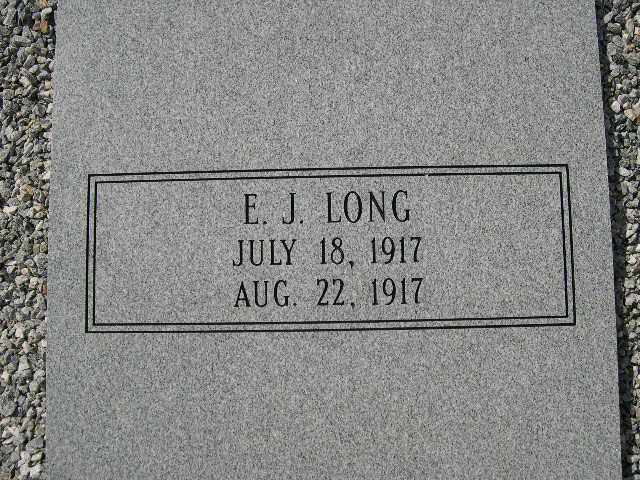 E. J. LONG
JULY 18, 1917
AUG. 22, 1917